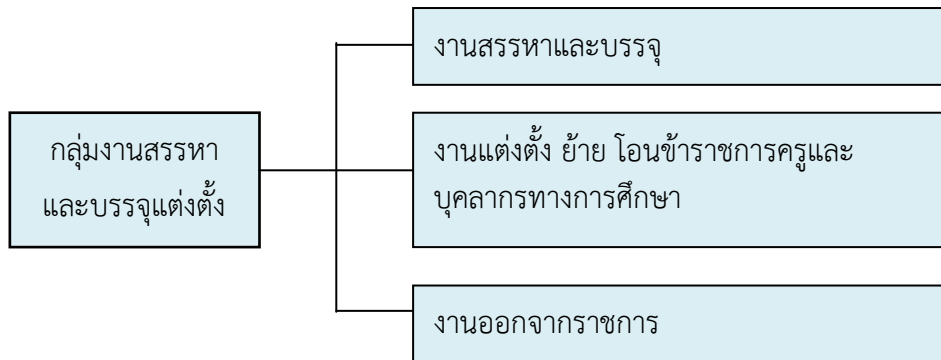 งานสรรหาและบรรจุ
กลุ่มงานสรรหา
และบรรจุแต่งตั้ง
งานแต่งตั้ง ย้าย โอนข้าราชการครูและ
บุคลากรทางการศึกษา
งานออกจากราชการ